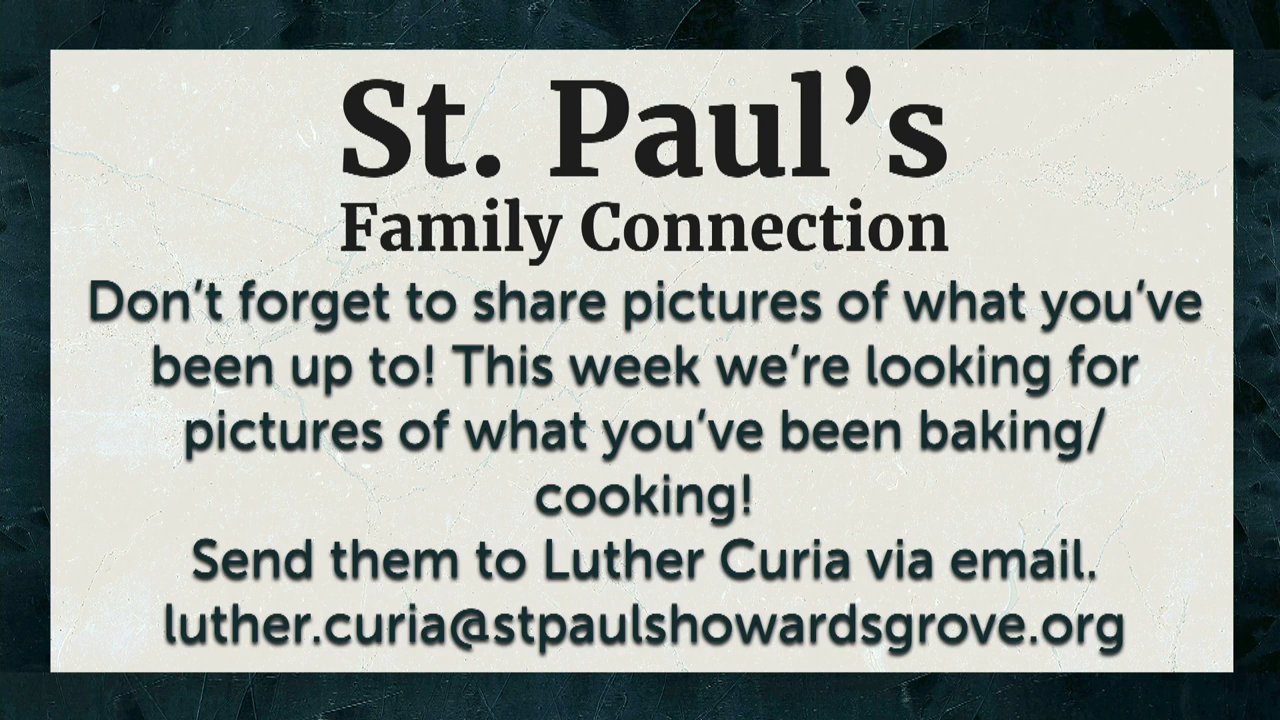 St. Paul’s
Family Connection
Don’t forget to share pictures of what you’ve
been up to! This week we’re looking for
pictures of what you’ve been baking/
cooking!
Send them to Luther Curia via email.
luther.curia@stpaulshowardsgrove.org